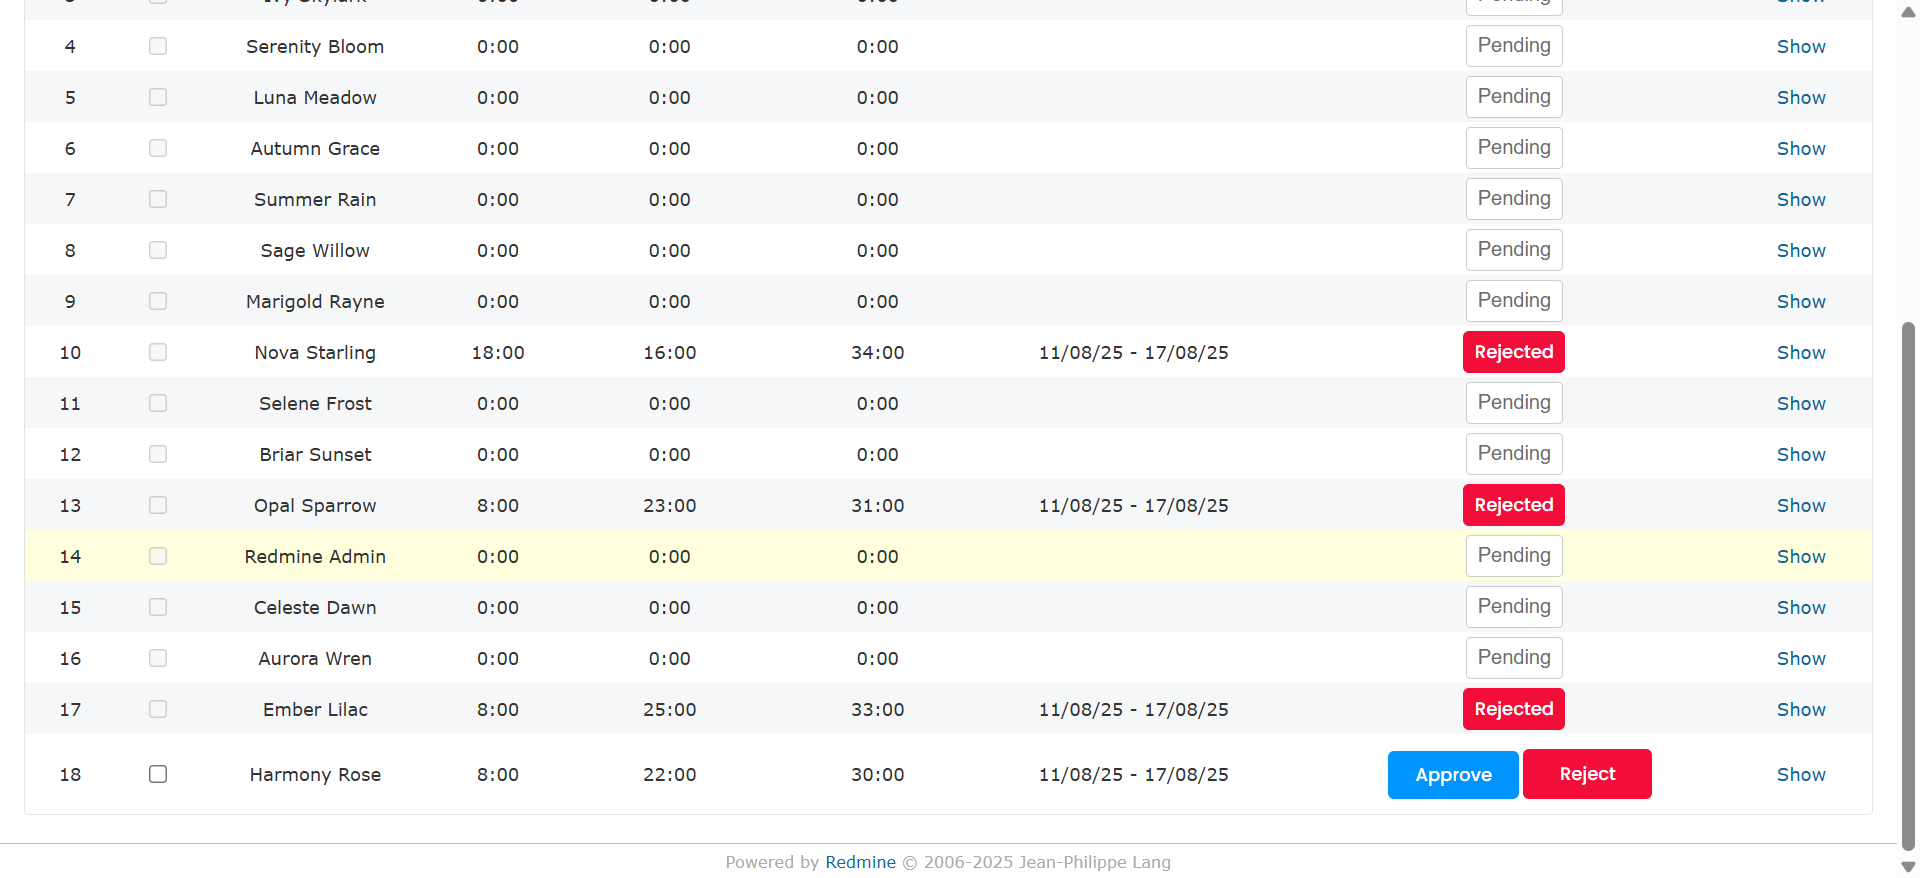 4 Serenity Bloom 0:00 0:00 0:00 Pending Show
5 Luna Meadow 0:00 0:00 0:00 Pending Show
6 Autumn Grace 0:00 0:00 0:00 Pending Show
7 Summer Rain 0:00 0:00 0:00 Pending Show
8 Sage Willow 0:00 0:00 0:00 Pending Show
9 Marigold Rayne 0:00 0:00 0:00 Pending Show
10 Nova Starling 18:00 16:00 34:00 11/08/25 - 17/08/25 Rejected Show
11 Selene Frost 0:00 0:00 0:00 Pending Show
12 Briar Sunset 0:00 0:00 0:00 Pending Show
13 Opal Sparrow 8:00 23:00 31:00 11/08/25 - 17/08/25 Rejected Show
14 Redmine Admin 0:00 0:00 0:00 Pending Show
15 Celeste Dawn 0:00 0:00 0:00 Pending Show
16 Aurora Wren 0:00 0:00 0:00 Pending Show
17 Ember Lilac 8:00 25:00 33:00 11/08/25 - 17/08/25 Rejected Show
18 Harmony Rose 8:00 22:00 30:00 11/08/25 - 17/08/25 Approve Reject Show
Powered by Redmine © 2006-2025 Jean-Philippe Lang